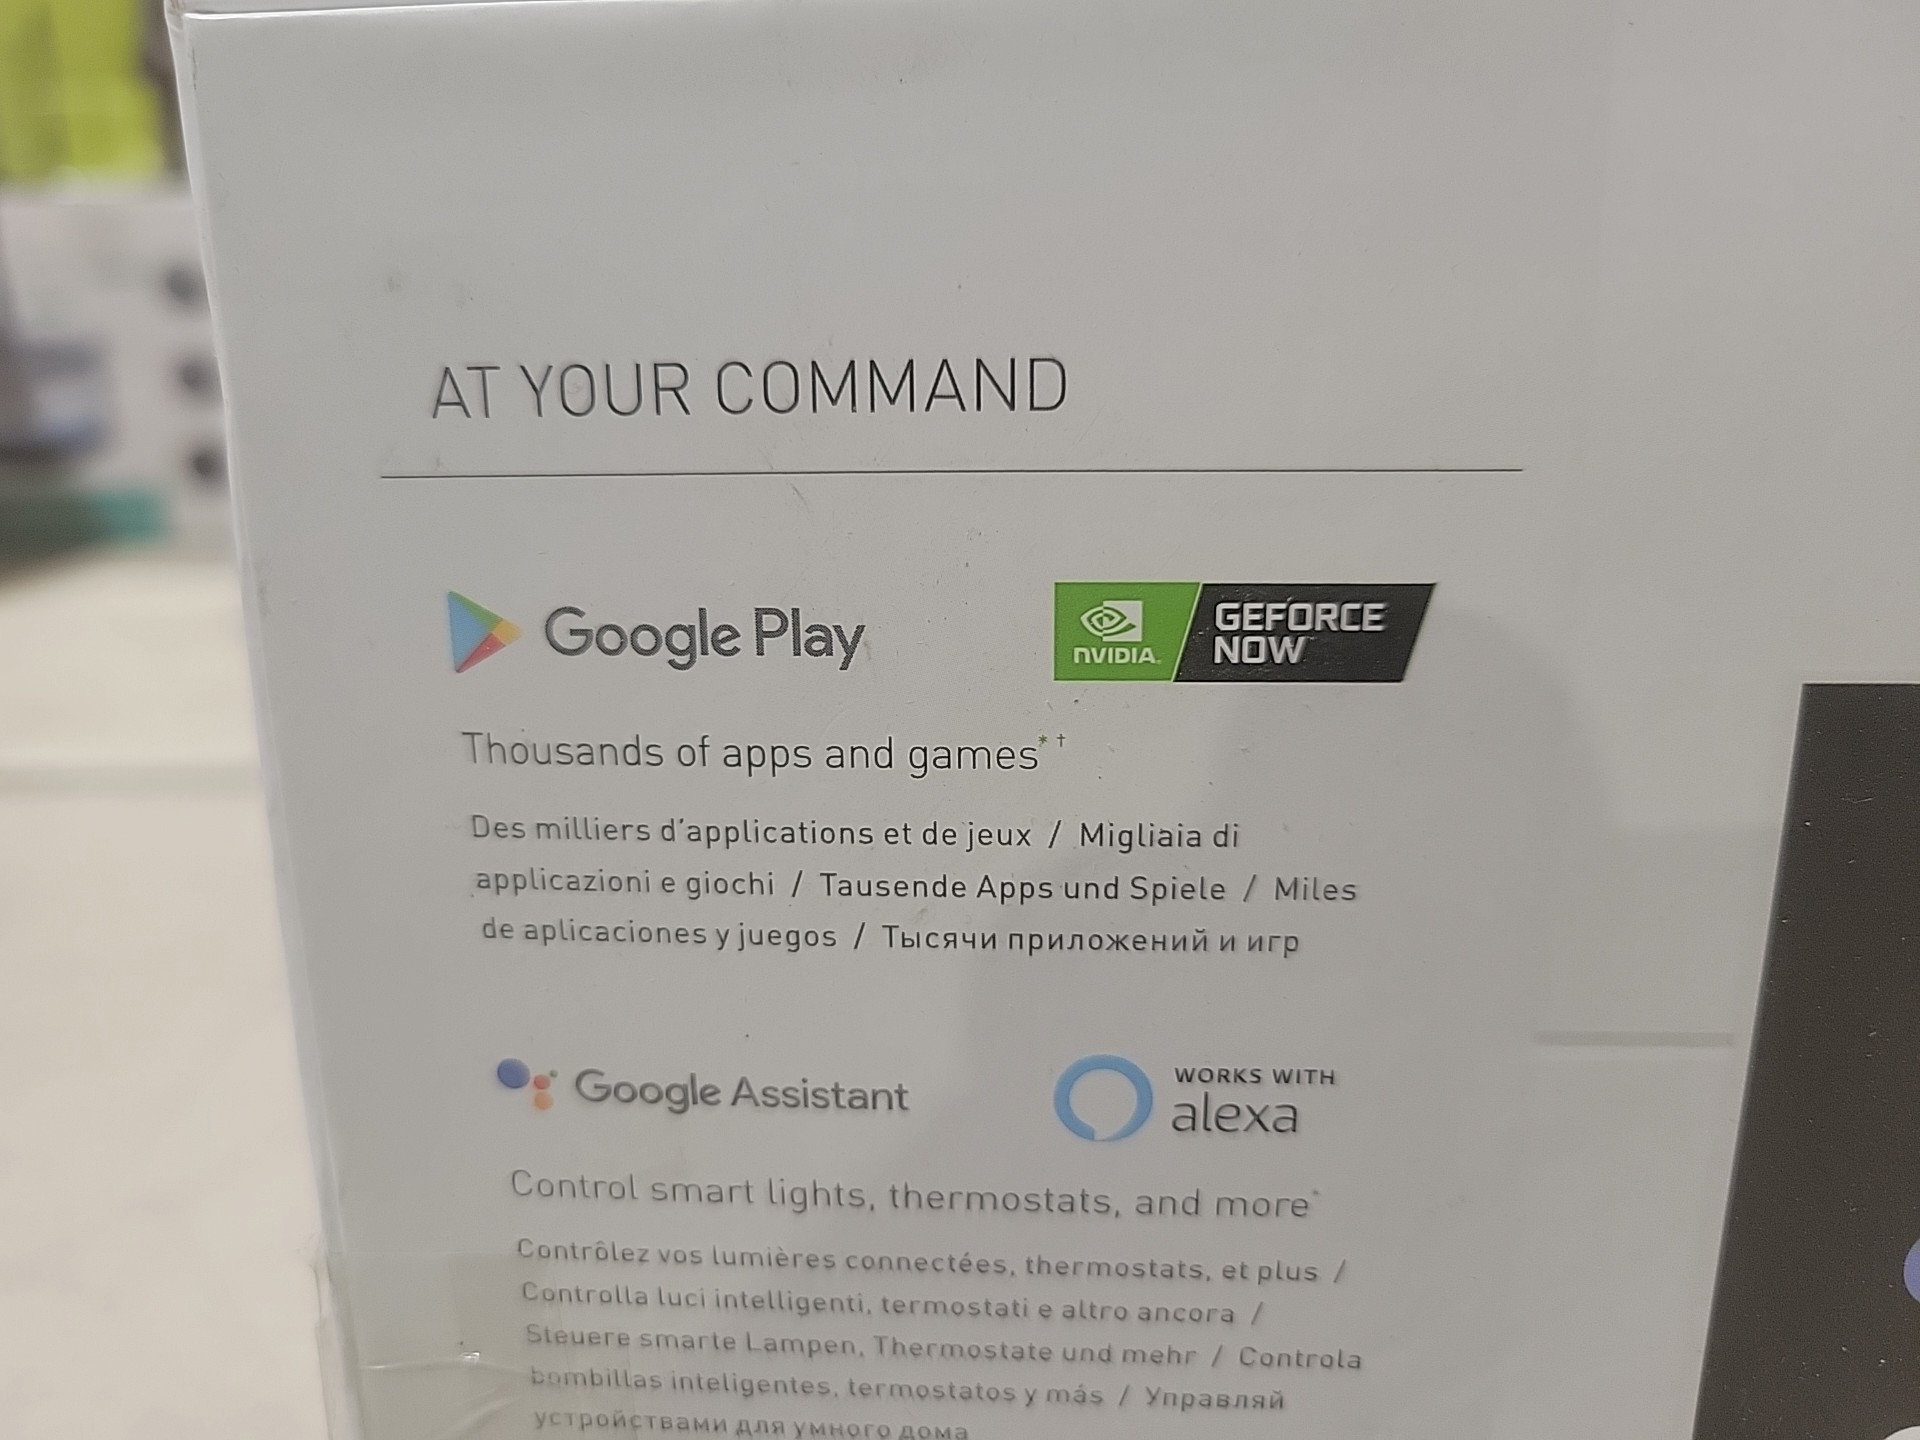 AT YOUR COMMAND
Google Play
NVIDIA.
GEFORCE
NOW
Thousands of apps and games*†
Des milliers d'applications et de jeux / Migliaia di
applicazioni e giochi / Tausende Apps und Spiele / Miles
de aplicaciones y juegos / Тысячи приложений и игр
Google Assistant
WORKS WITH
alexa
Control smart lights, thermostats, and more*
Contrôlez vos lumières connectées, thermostats, et plus /
Controlla luci intelligenti, termostati e altro ancora /
Steuere smarte Lampen, Thermostate und mehr / Controla
bombillas inteligentes, termostatos y más / Управляй
устройствами для умного дома